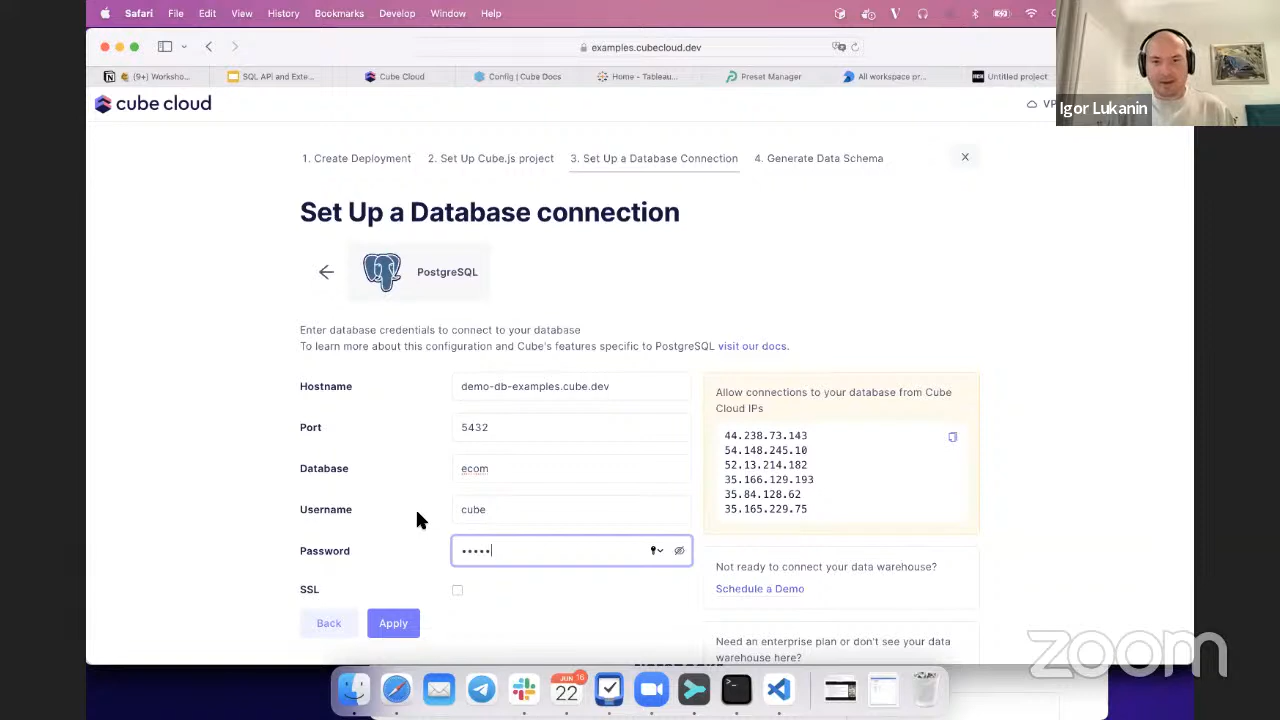 Safari File Edit View History Bookmarks Develop Window Help
examples.cubecloud.dev
(9+) Worksho... SQL API and Exte... Cube Cloud Config | Cube Docs Home - Tableau... Preset Manager All workspace pr... Untitled project
cube cloud
Igor Lukanin
1. Create Deployment 2. Set Up Cube.js project 3. Set Up a Database Connection 4. Generate Data Schema
Set Up a Database connection
PostgreSQL
Enter database credentials to connect to your database
To learn more about this configuration and Cube's features specific to PostgreSQL visit our docs.
Hostname demo-db-examples.cube.dev
Port 5432
Database ecom
Username cube
Password •••••
SSL
Back Apply
Allow connections to your database from Cube
Cloud IPs
44.238.73.143
54.148.245.10
52.13.214.182
35.166.129.193
35.84.128.62
35.165.229.75
Not ready to connect your data warehouse?
Schedule a Demo
Need an enterprise plan or don't see your data
warehouse here?
zoom
JUN 16
22